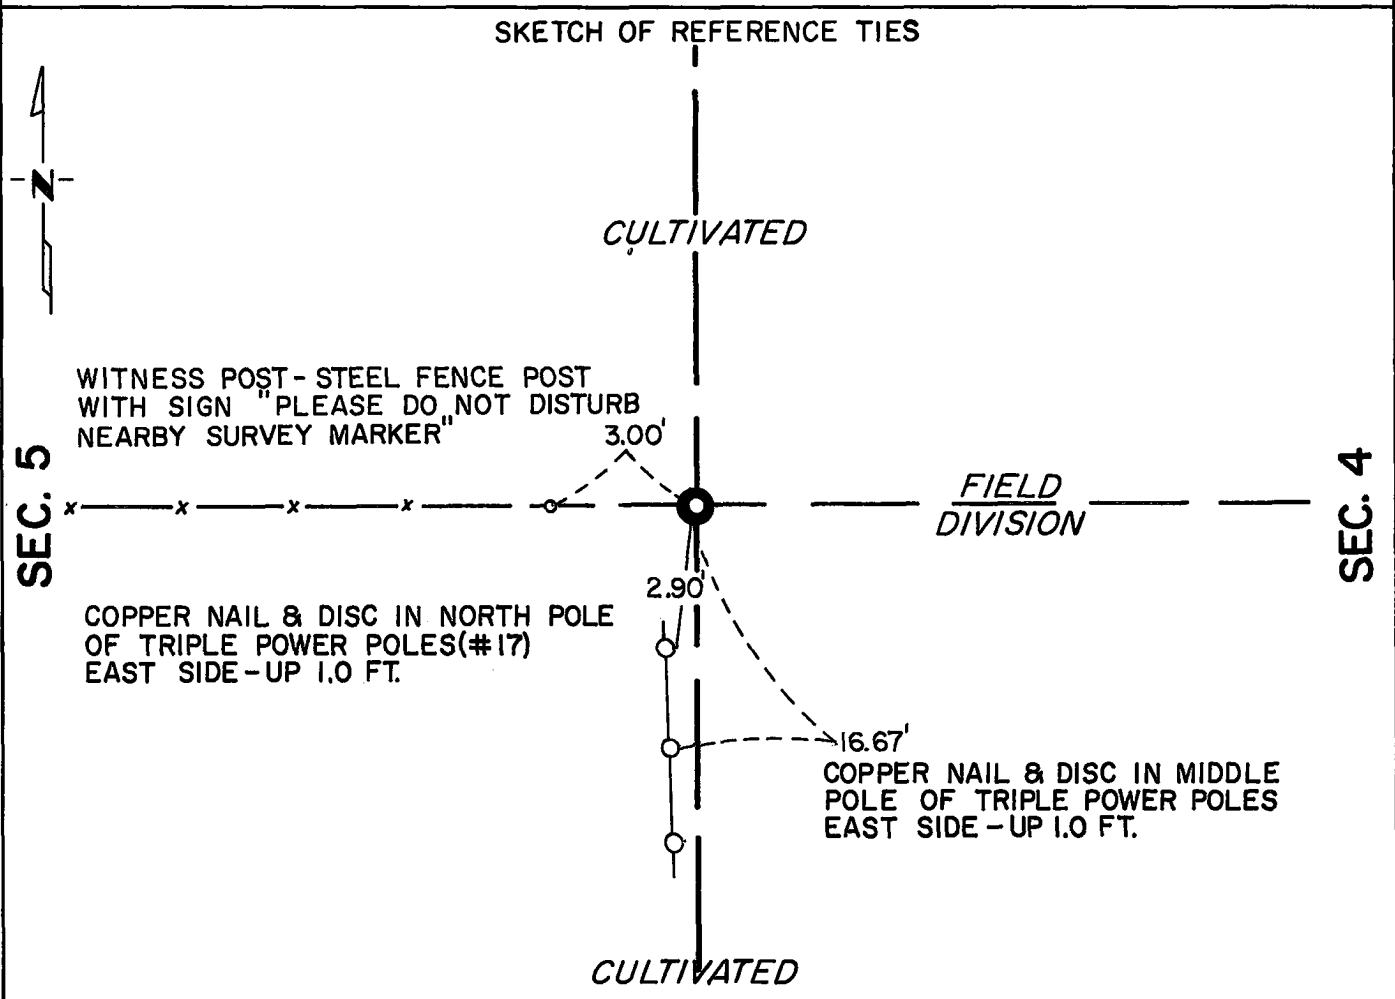 SKETCH OF REFERENCE TIES
N
CULTIVATED
WITNESS POST-STEEL FENCE POST
WITH SIGN "PLEASE DO NOT DISTURB
NEARBY SURVEY MARKER"
3.00'
SEC. 5
x x x x
FIELD
DIVISION
SEC. 4
2.90'
COPPER NAIL & DISC IN NORTH POLE
OF TRIPLE POWER POLES(#17)
EAST SIDE-UP 1.0 FT.
16.67'
COPPER NAIL & DISC IN MIDDLE
POLE OF TRIPLE POWER POLES
EAST SIDE-UP 1.0 FT.
CULTIVATED